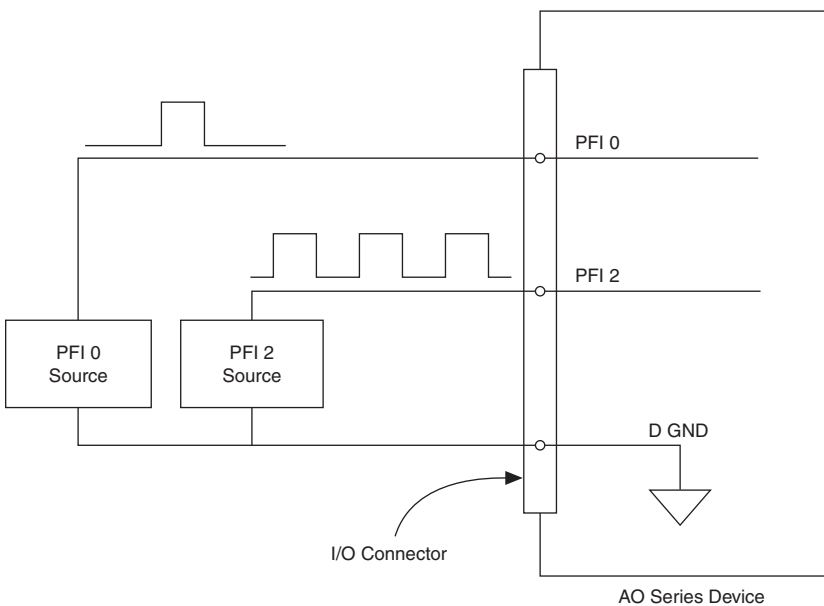 PFI 0
PFI 2
PFI 0
Source
PFI 2
Source
D GND
I/O Connector
AO Series Device